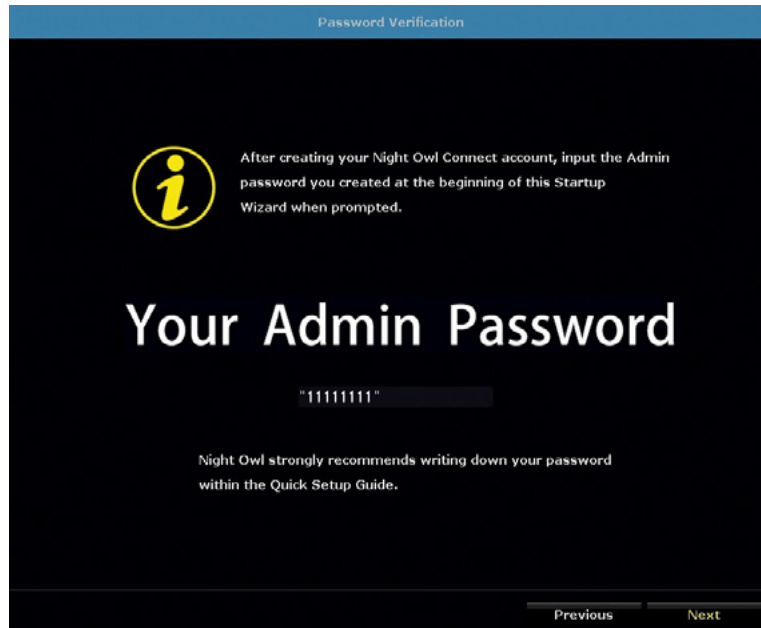 Password Verification
After creating your Night Owl Connect account, input the Admin
password you created at the beginning of this Startup
Wizard when prompted.
Your Admin Password
"11111111"
Night Owl strongly recommends writing down your password
within the Quick Setup Guide.
Previous Next